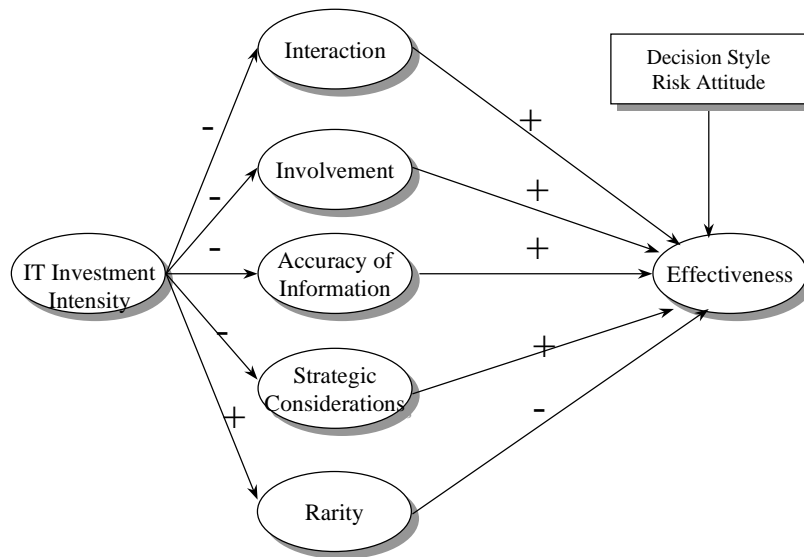 Interaction
Decision Style
Risk Attitude
-
+
Involvement
-
+
-
+
IT Investment
Intensity
Accuracy of
Information
Effectiveness
-
+
Strategic
Considerations
+
-
Rarity